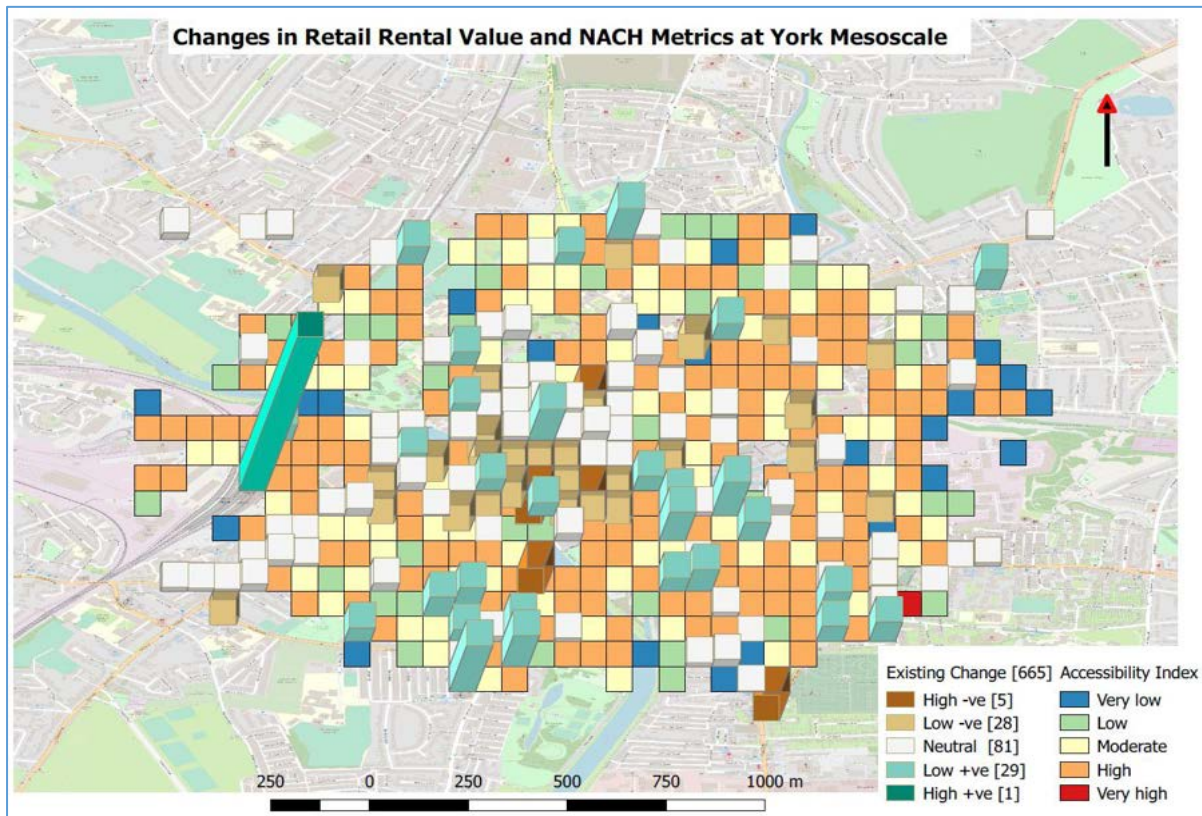 Changes in Retail Rental Value and NACH Metrics at York Mesoscale
Existing Change [665] Accessibility Index
High -ve [5] Very low
Low -ve [28] Low
Neutral [81] Moderate
Low +ve [29] High
High +ve [1] Very high
250 0 250 500 750 1000 m